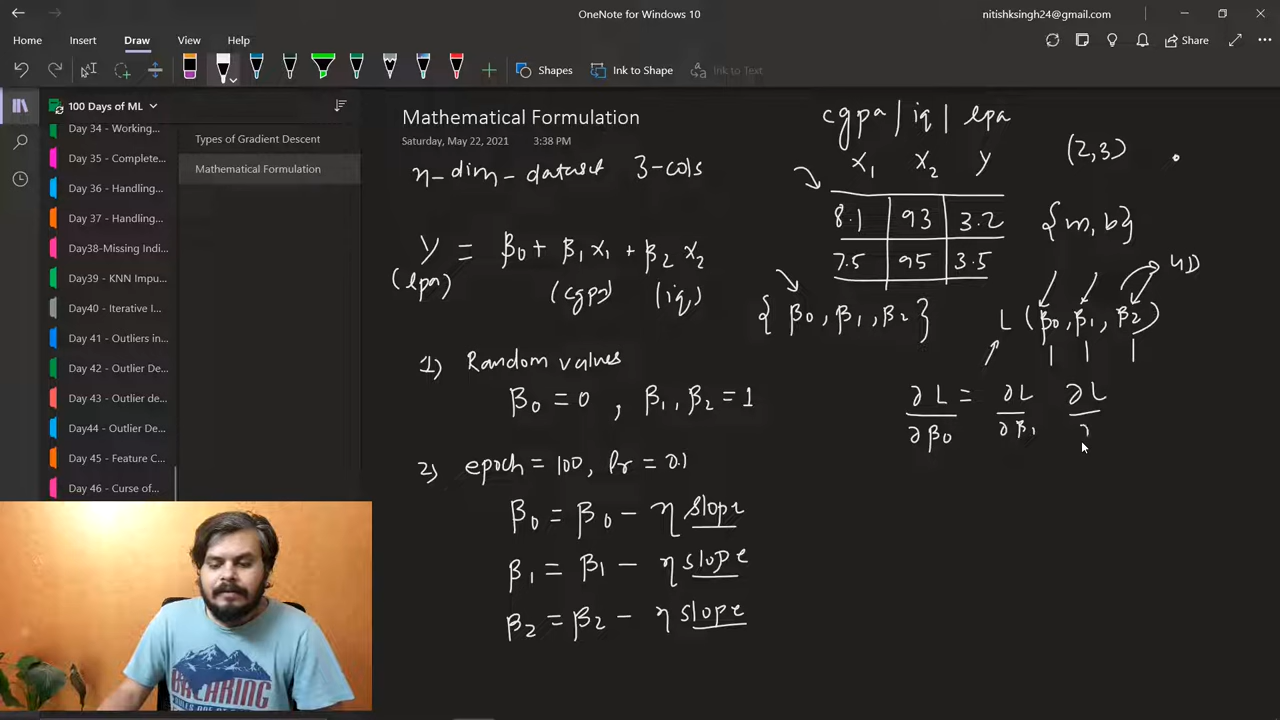 OneNote for Windows 10
nitishksingh24@gmail.com
Home Insert Draw View Help
Share
Shapes Ink to Shape Ink to Text
100 Days of ML
Day 34 - Working...
Day 35 - Complete...
Day 36 - Handling...
Day 37 - Handling...
Day38-Missing Indi...
Day39 - KNN Impu...
Day40 - Iterative I...
Day 41 - Outliers in...
Day 42 - Outlier De...
Day 43 - Outlier de...
Day44 - Outlier De...
Day 45 - Feature C...
Day 46 - Curse of...
Types of Gradient Descent
Mathematical Formulation
Mathematical Formulation
Saturday, May 22, 2021 3:38 PM
n-dim-dataset 3-cols
y = β0 + β1 x1 + β2 x2
(lpa) (cgpa) (iq)
1) Random values
β0 = 0 , β1, β2 = 1
2) epoch = 100, lr = 0.1
β0 = β0 - η slope
β1 = β1 - η slope
β2 = β2 - η slope
cgpa | iq | lpa
x1 x2 y
8.1 93 3.2
7.5 95 3.5
{β0, β1, β2}
(2,3)
{m, b}
4D
L (β0, β1, β2)
∂L = ∂L ∂L
∂β0 ∂β1
BREAKING